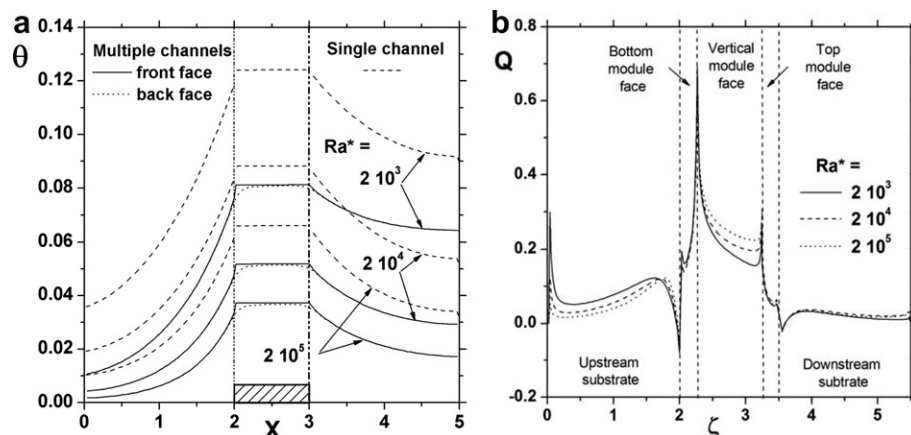 a
θ
0.14
0.12
0.10
0.08
0.06
0.04
0.02
0.00
0 1 2 3 4 5
X
Multiple channels
front face
back face
Single channel
Ra* =
2 10³
2 10⁴
2 10⁵
b
Q
0.8
0.6
0.4
0.2
0.0
-0.2
0 1 2 3 4 5
ζ
Bottom
module
face
Vertical
module
face
Top
module
face
Ra* =
2 10³
2 10⁴
2 10⁵
Upstream
substrate
Downstream
subtrate